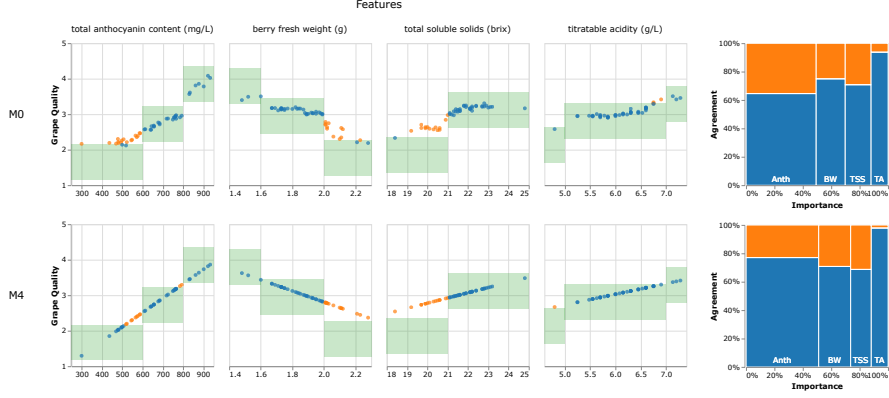 Features
total anthocyanin content (mg/L) berry fresh weight (g) total soluble solids (brix) titratable acidity (g/L)
M0
Grape Quality
5
4
3
2
1
300 400 500 600 700 800 900
1.4 1.6 1.8 2.0 2.2
18 19 20 21 22 23 24 25
5.0 5.5 6.0 6.5 7.0
Agreement
100%
80%
60%
40%
20%
0%
Anth BW TSS TA
0% 20% 40% 60% 80% 100%
Importance
M4
Grape Quality
5
4
3
2
1
300 400 500 600 700 800 900
1.4 1.6 1.8 2.0 2.2
18 19 20 21 22 23 24 25
5.0 5.5 6.0 6.5 7.0
Agreement
100%
80%
60%
40%
20%
0%
Anth BW TSS TA
0% 20% 40% 60% 80% 100%
Importance